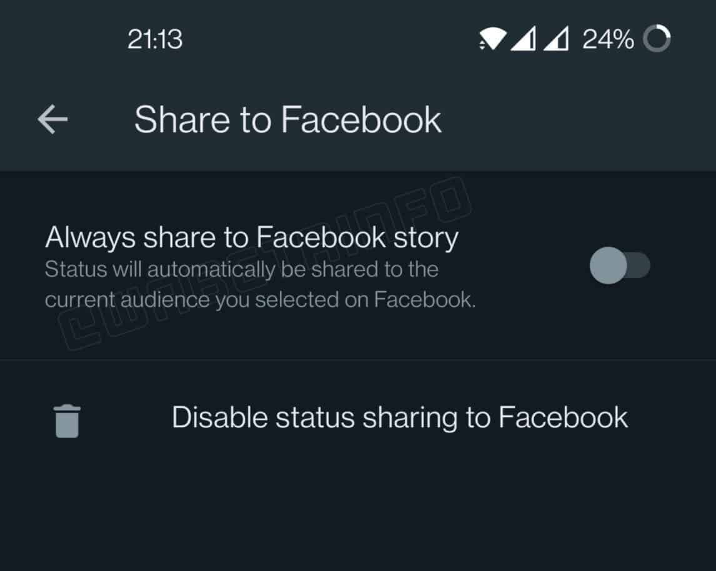 21:13 24%
Share to Facebook
Always share to Facebook story
Status will automatically be shared to the
current audience you selected on Facebook.
©WABETAINFO
Disable status sharing to Facebook